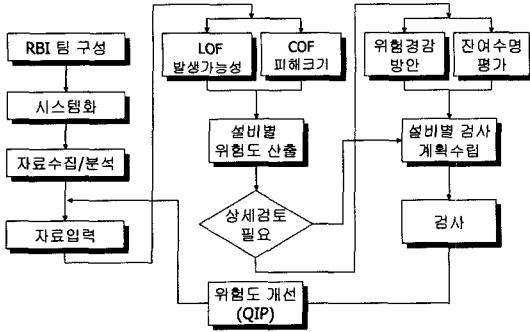 RBI 팀 구성
시스템화
자료수집/분석
자료입력
LOF
발생가능성
COF
피해크기
설비별
위험도 산출
상세검토
필요
위험경감
방안
잔여수명
평가
설비별 검사
계획수립
검사
위험도 개선
(QIP)